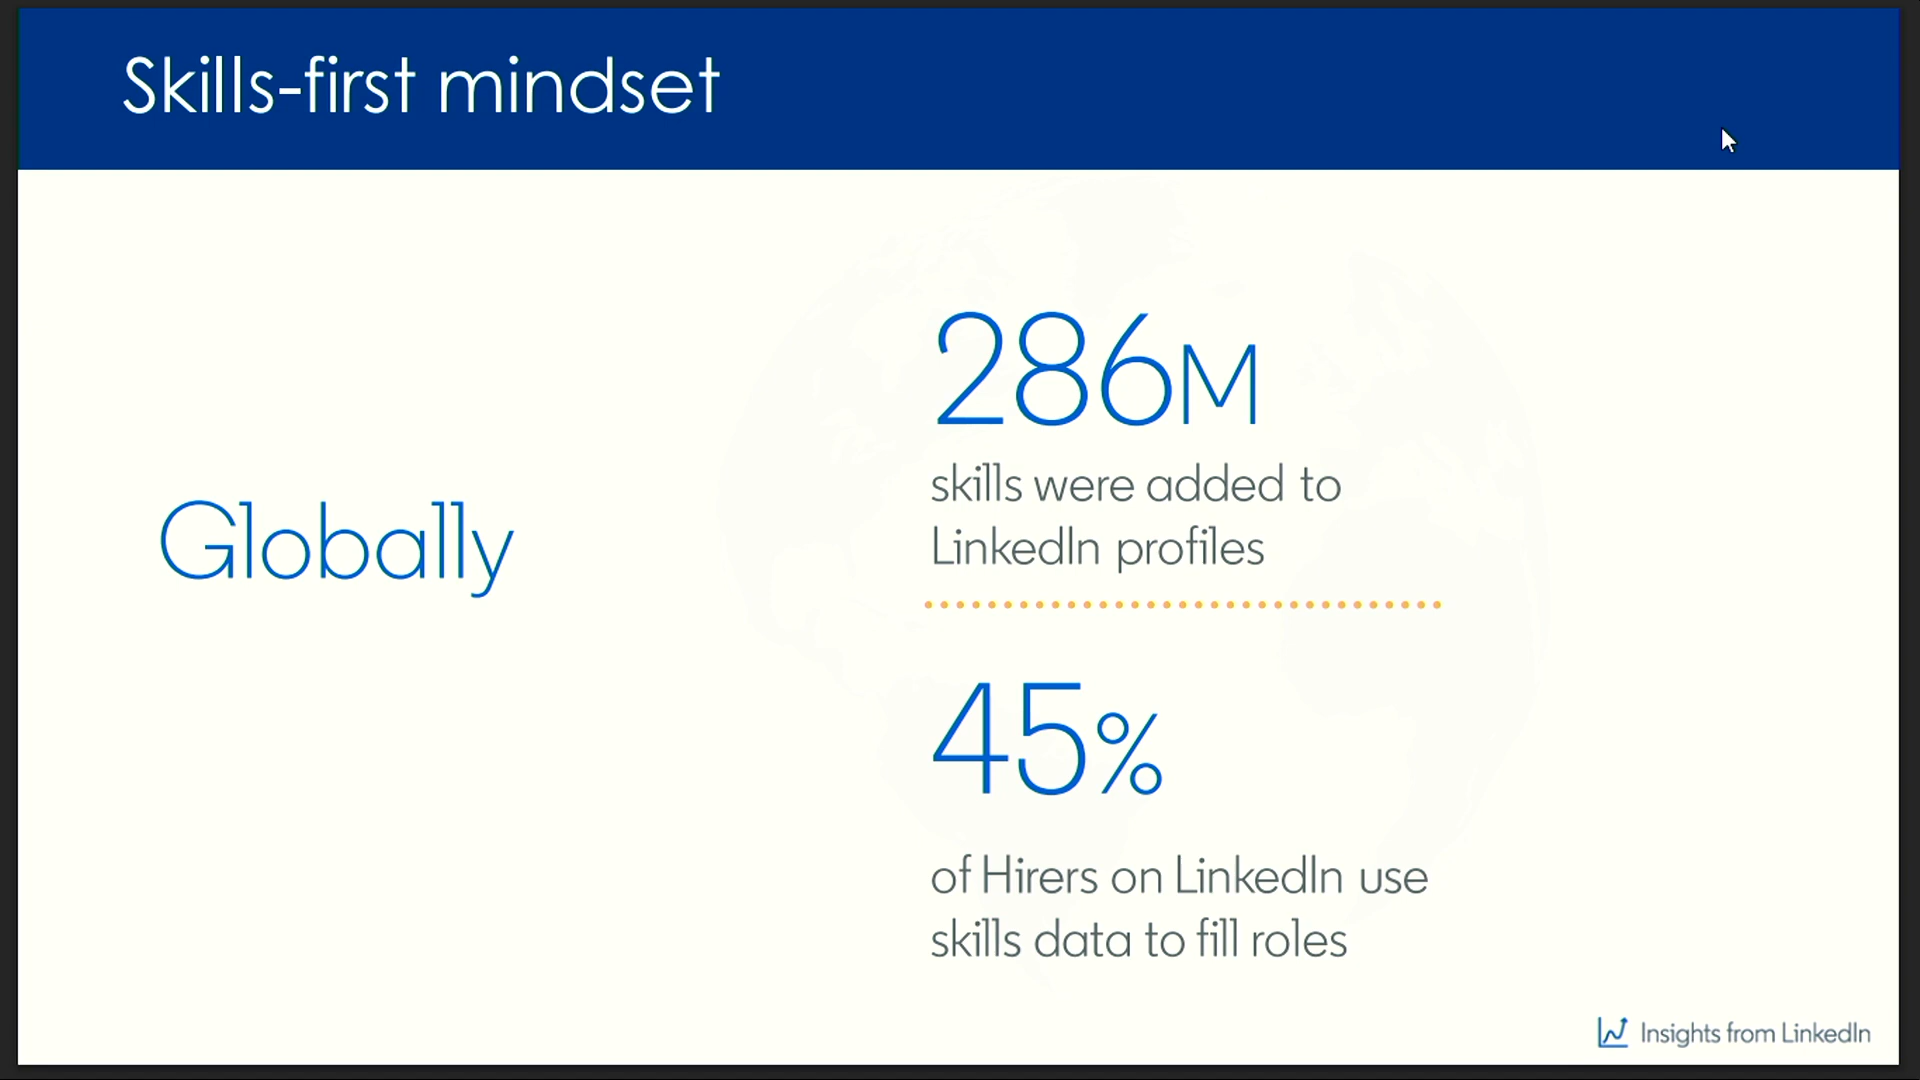 Skills-first mindset
Globally
286M
skills were added to
LinkedIn profiles
45%
of Hirers on LinkedIn use
skills data to fill roles
Insights from LinkedIn